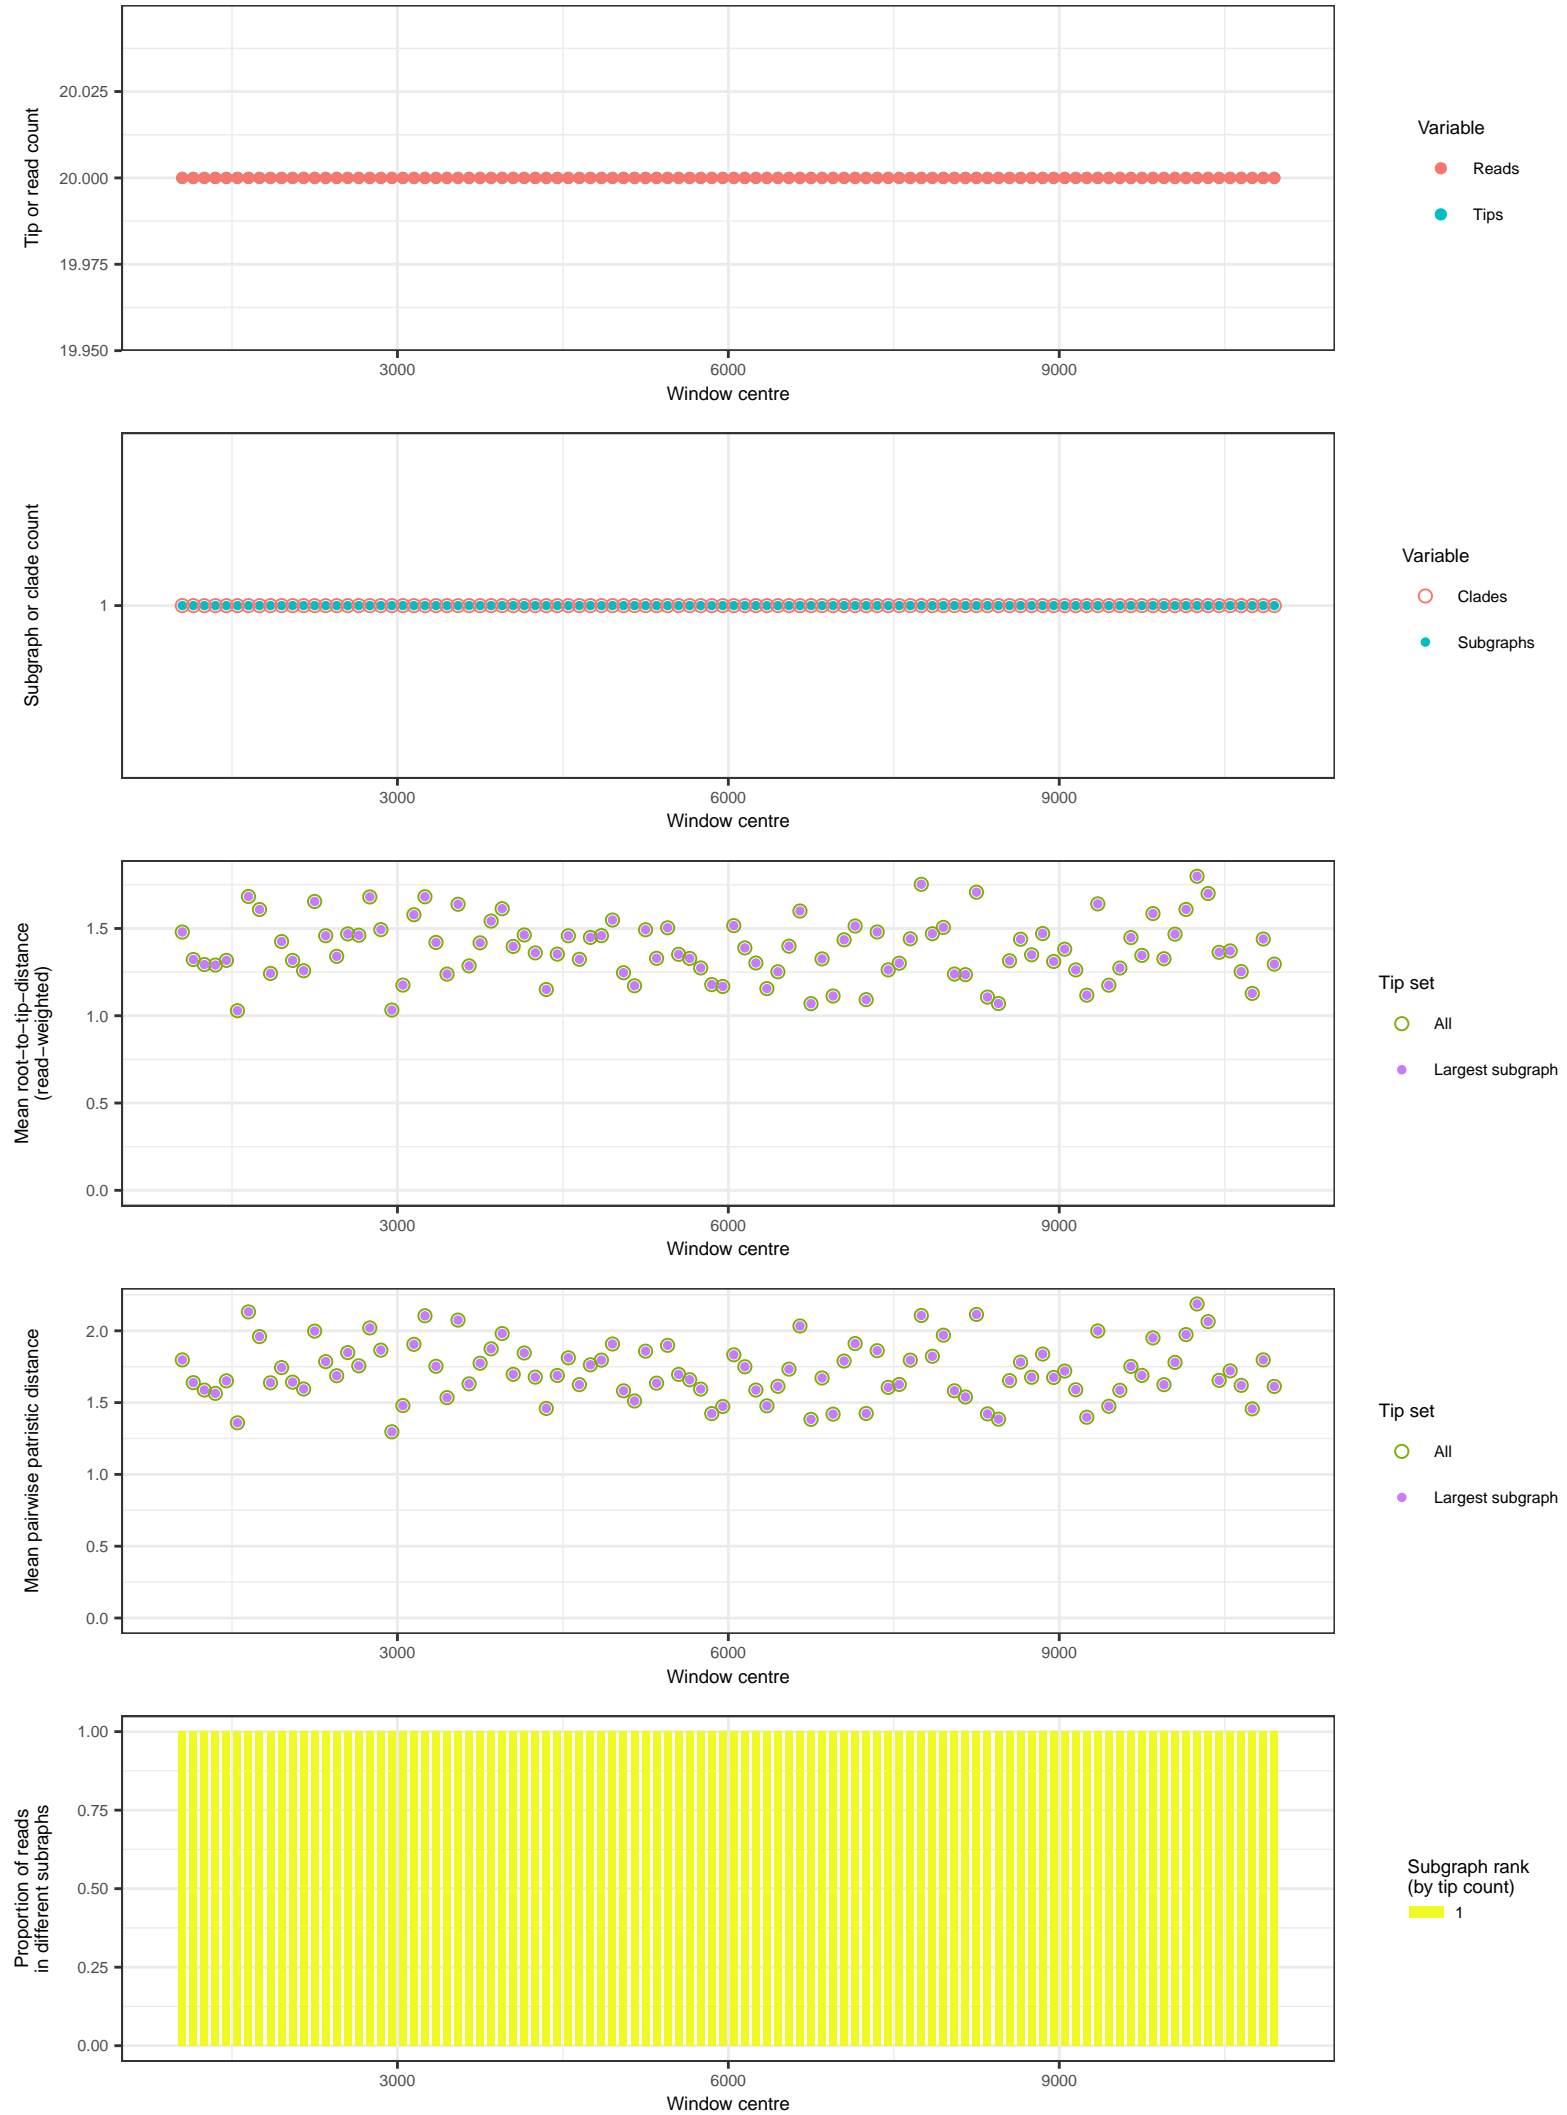 Tip or read count
20.025
20.000
19.975
19.950
3000
6000
9000
Window centre
Variable
Reads
Tips
Subgraph or clade count
1
3000
6000
9000
Window centre
Variable
Clades
Subgraphs
Mean root−to−tip−distance
(read−weighted)
1.5
1.0
0.5
0.0
3000
6000
9000
Window centre
Tip set
All
Largest subgraph
Mean pairwise patristic distance
2.0
1.5
1.0
0.5
0.0
3000
6000
9000
Window centre
Tip set
All
Largest subgraph
Proportion of reads
in different subraphs
1.00
0.75
0.50
0.25
0.00
3000
6000
9000
Window centre
Subgraph rank
(by tip count)
1